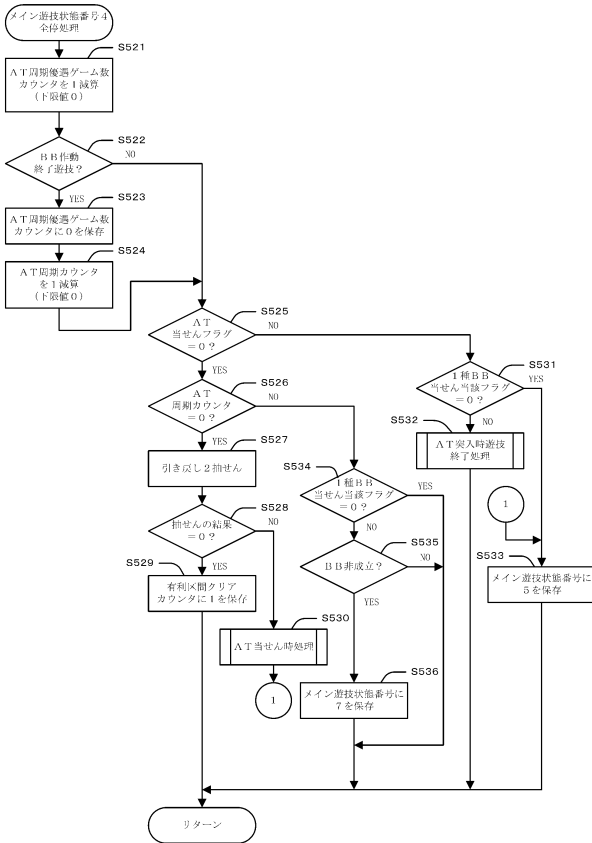 メイン遊技状態番号４
全停処理
S521
ＡＴ周期優遇ゲーム数
カウンタを１減算
（下限値０）
S522
ＢＢ作動
終了遊技？
NO
YES
S523
ＡＴ周期優遇ゲーム数
カウンタに０を保存
S524
ＡＴ周期カウンタ
を１減算
（下限値０）
S525
ＡＴ
当せんフラグ
＝０？
NO
YES
S526
ＡＴ
周期カウンタ
＝０？
NO
YES
S527
引き戻し２抽せん
S528
抽せんの結果
＝０？
NO
YES
S529
有利区間クリア
カウンタに１を保存
S530
ＡＴ当せん時処理
1
S531
１種ＢＢ
当せん当該フラグ
＝０？
YES
NO
S532
ＡＴ突入時遊技
終了処理
1
S533
メイン遊技状態番号に
５を保存
S534
１種ＢＢ
当せん当該フラグ
＝０？
YES
NO
S535
ＢＢ非成立？
NO
YES
S536
メイン遊技状態番号に
７を保存
リターン